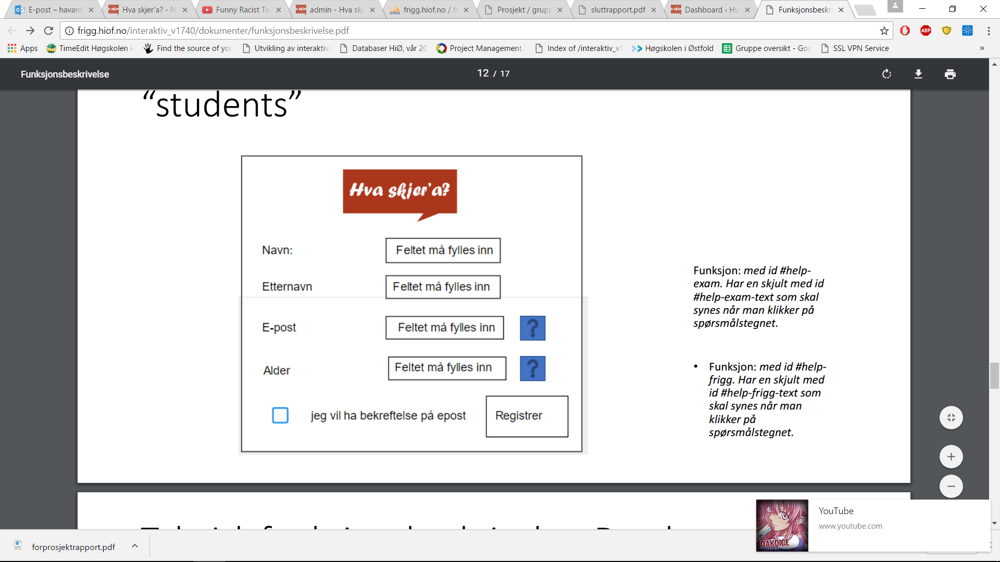 E-post – havard
Hva skjer'a? - N
Funny Racist Tw
admin - Hva skj
PMA
frigg.hiof.no / f
Prosjekt / grup
sluttrapport.pdf
Dashboard ‹ Hv
Funksjonsbeskr
frigg.hiof.no/interaktiv_v1740/dokumenter/funksjonsbeskrivelse.pdf
ABP
Apps
TimeEdit Høgskolen i
Find the source of you
Utvikling av interaktiv
Databaser HiØ, vår 20
Project Management
Index of /interaktiv_v1
Høgskolen i Østfold
Gruppe oversikt - Goo
SSL VPN Service
»
Funksjonsbeskrivelse
12 / 17
“students”
Hva skjer'a?
Navn:
Feltet må fylles inn
Etternavn
Feltet må fylles inn
E-post
Feltet må fylles inn
?
Alder
Feltet må fylles inn
?
jeg vil ha bekreftelse på epost
Registrer
Funksjon: med id #help-
exam. Har en skjult med id
#help-exam-text som skal
synes når man klikker på
spørsmålstegnet.
• Funksjon: med id #help-
frigg. Har en skjult med
id #help-frigg-text som
skal synes når man
klikker på
spørsmålstegnet.
OAKDICE
YouTube
www.youtube.com
forprosjektrapport.pdf